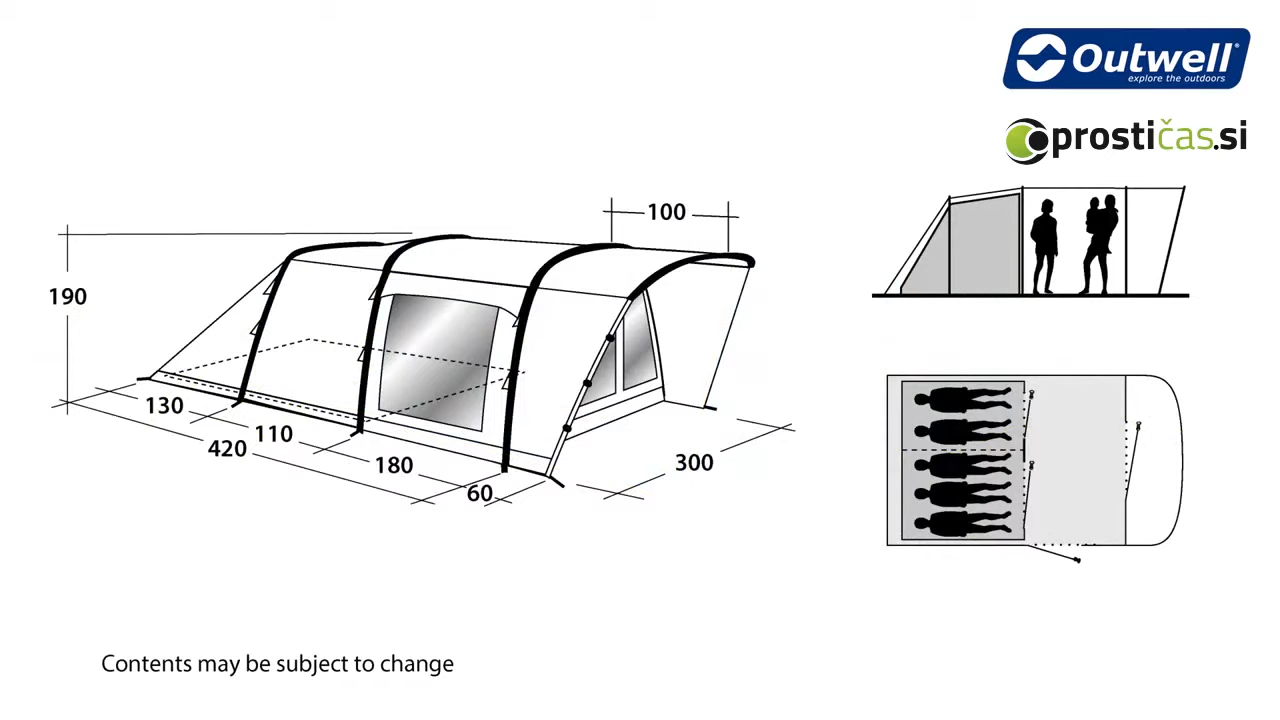 Outwell®
explore the outdoors
prostičas.si
100
190
130
110
420
180
60
300
Contents may be subject to change